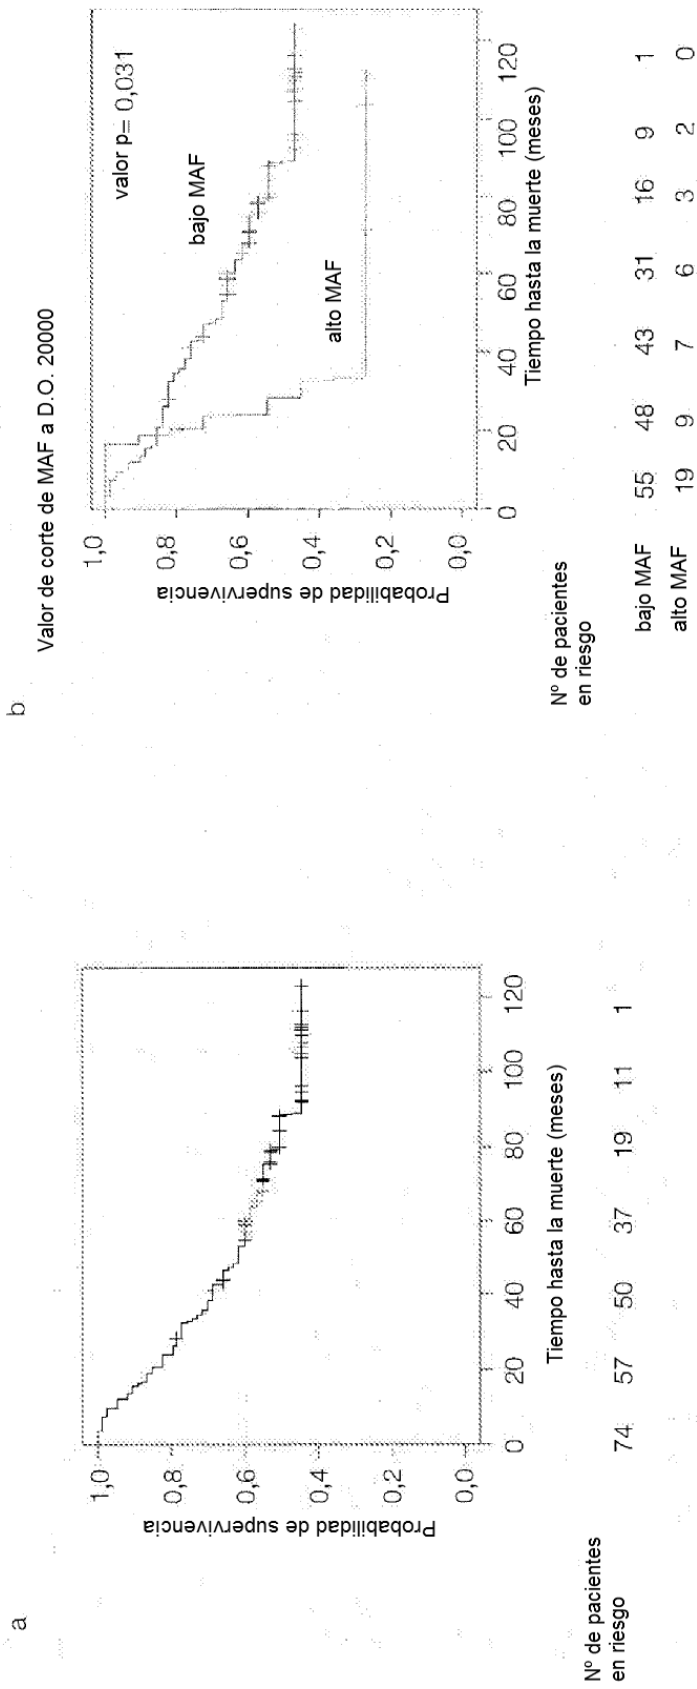 a
Probabilidad de supervivencia
1,0
0,8
0,6
0,4
0,2
0,0
0 20 40 60 80 100 120
Tiempo hasta la muerte (meses)
Nº de pacientes
en riesgo
74 57 50 37 19 11 1
b
Valor de corte de MAF a D.O. 20000
Probabilidad de supervivencia
1,0
0,8
0,6
0,4
0,2
0,0
valor p= 0,031
bajo MAF
alto MAF
0 20 40 60 80 100 120
Tiempo hasta la muerte (meses)
Nº de pacientes
en riesgo
bajo MAF 55 48 43 31 16 9 1
alto MAF 19 9 7 6 3 2 0